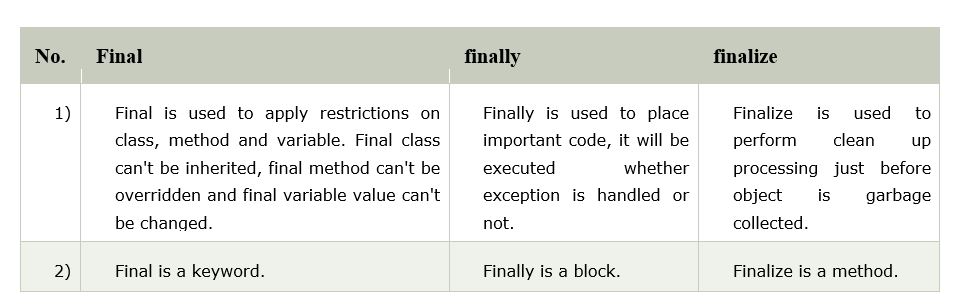 No. Final finally finalize
1) Final is used to apply restrictions on
class, method and variable. Final class
can't be inherited, final method can't be
overridden and final variable value can't
be changed.
Finally is used to place
important code, it will be
executed whether
exception is handled or
not.
Finalize is used to
perform clean up
processing just before
object is garbage
collected.
2) Final is a keyword. Finally is a block. Finalize is a method.